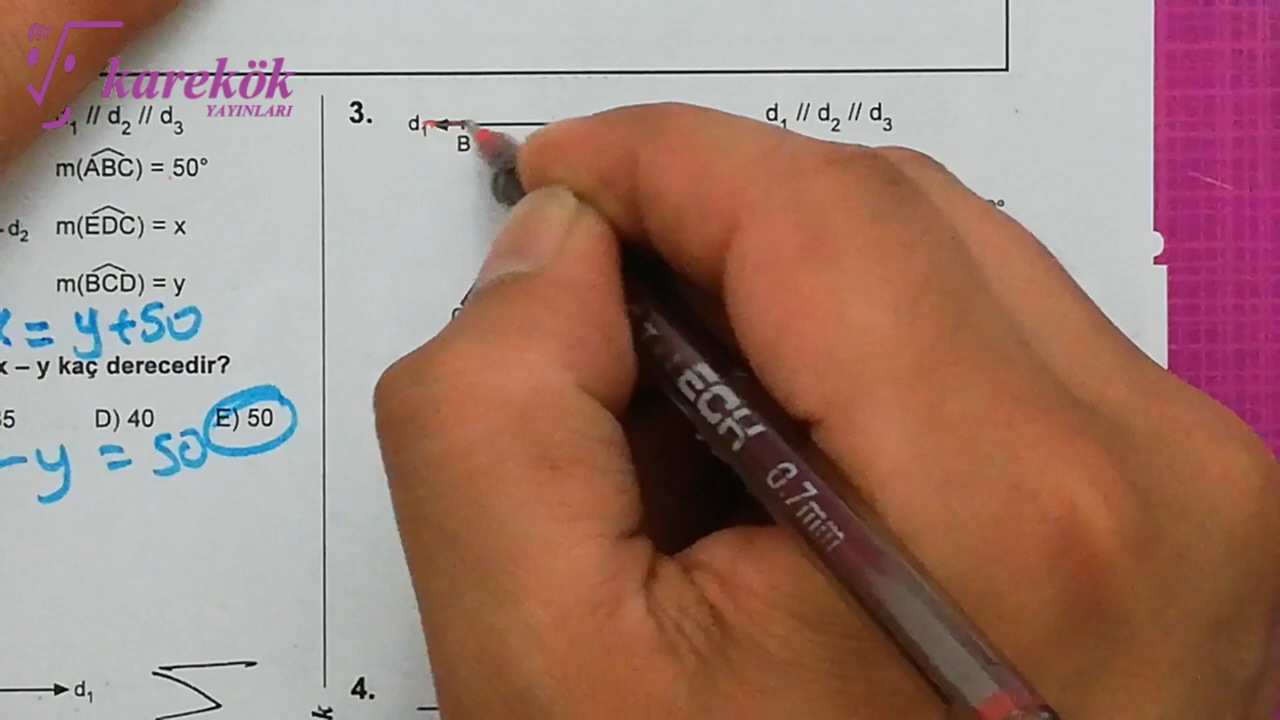 karekök
YAYINLARI
d1 // d2 // d3
m(ABC) = 50°
d2 m(EDC) = x
m(BCD) = y
x = y+50
x – y kaç derecedir?
D) 40 E) 50
-y = 50
d1
3.
d1
B
d1 // d2 // d3
4.
ECH 0.7mm